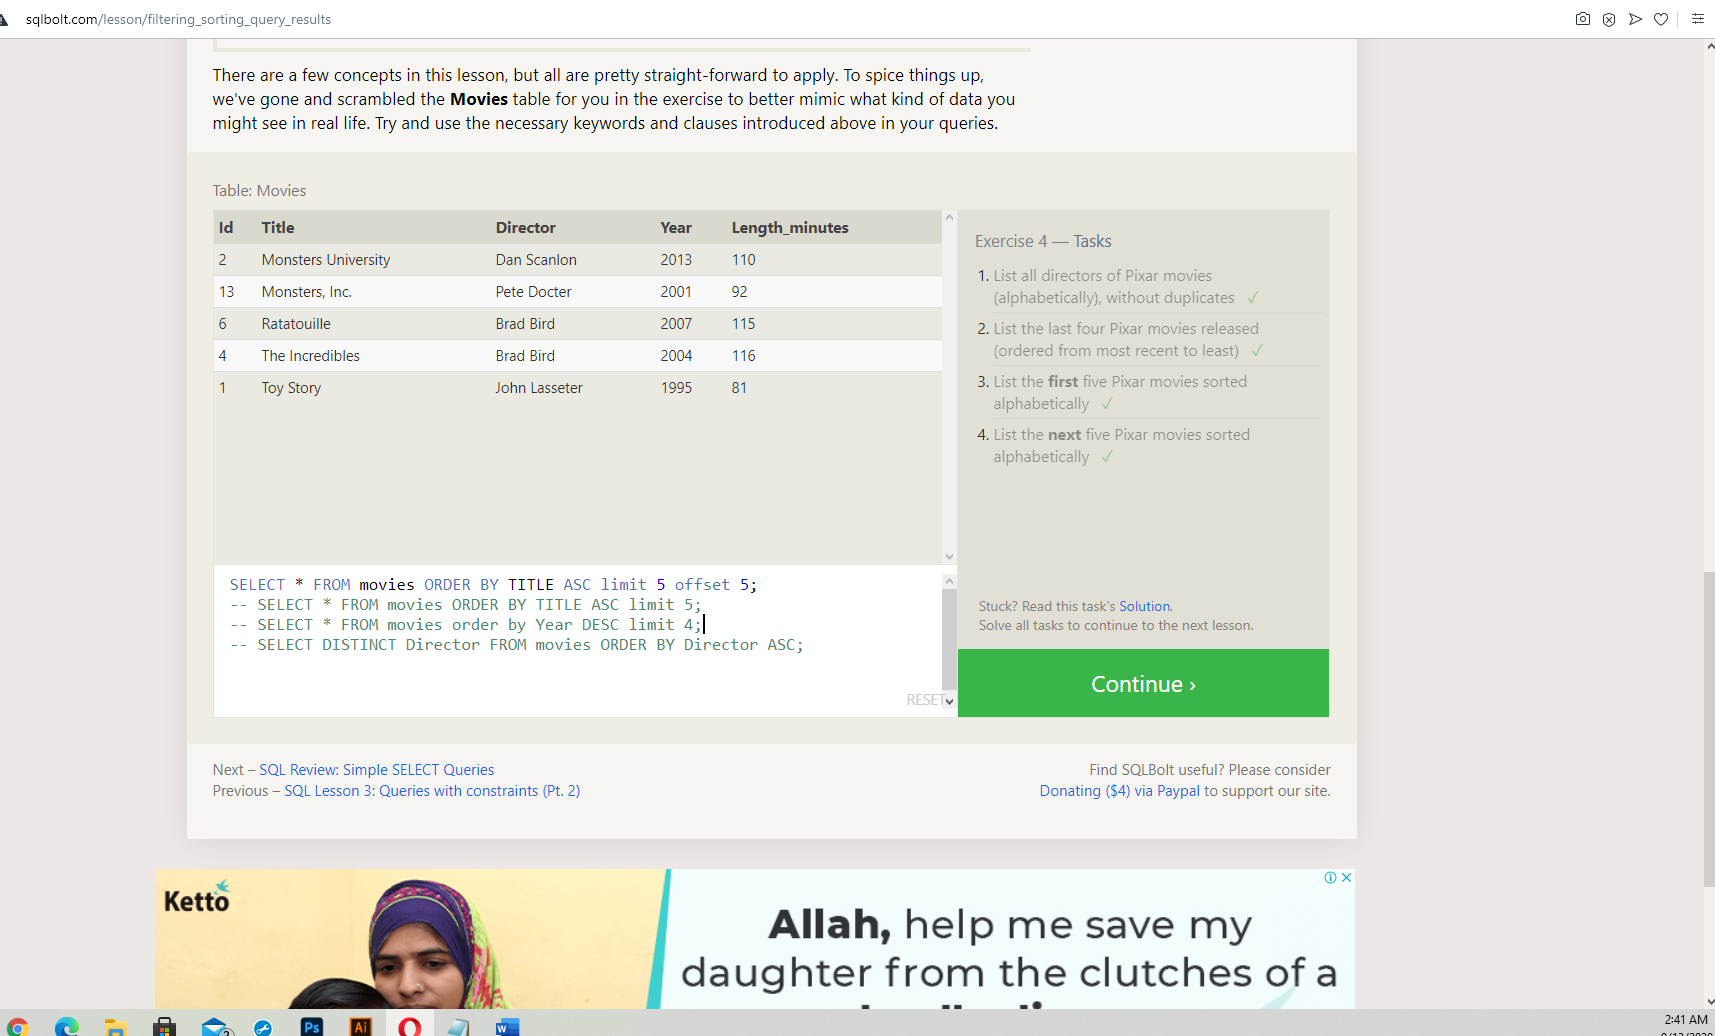 sqlbolt.com/lesson/filtering_sorting_query_results
There are a few concepts in this lesson, but all are pretty straight-forward to apply. To spice things up,
we've gone and scrambled the Movies table for you in the exercise to better mimic what kind of data you
might see in real life. Try and use the necessary keywords and clauses introduced above in your queries.
Table: Movies
Id Title Director Year Length_minutes
2 Monsters University Dan Scanlon 2013 110
13 Monsters, Inc. Pete Docter 2001 92
6 Ratatouille Brad Bird 2007 115
4 The Incredibles Brad Bird 2004 116
1 Toy Story John Lasseter 1995 81
SELECT * FROM movies ORDER BY TITLE ASC limit 5 offset 5;
-- SELECT * FROM movies ORDER BY TITLE ASC limit 5;
-- SELECT * FROM movies order by Year DESC limit 4;
-- SELECT DISTINCT Director FROM movies ORDER BY Director ASC;
RESET
Exercise 4 — Tasks
1. List all directors of Pixar movies
(alphabetically), without duplicates ✓
2. List the last four Pixar movies released
(ordered from most recent to least) ✓
3. List the first five Pixar movies sorted
alphabetically ✓
4. List the next five Pixar movies sorted
alphabetically ✓
Stuck? Read this task's Solution.
Solve all tasks to continue to the next lesson.
Continue ›
Next – SQL Review: Simple SELECT Queries
Previous – SQL Lesson 3: Queries with constraints (Pt. 2)
Find SQLBolt useful? Please consider
Donating ($4) via Paypal to support our site.
Ketto
Allah, help me save my
daughter from the clutches of a
Ps
Ai
W
2:41 AM